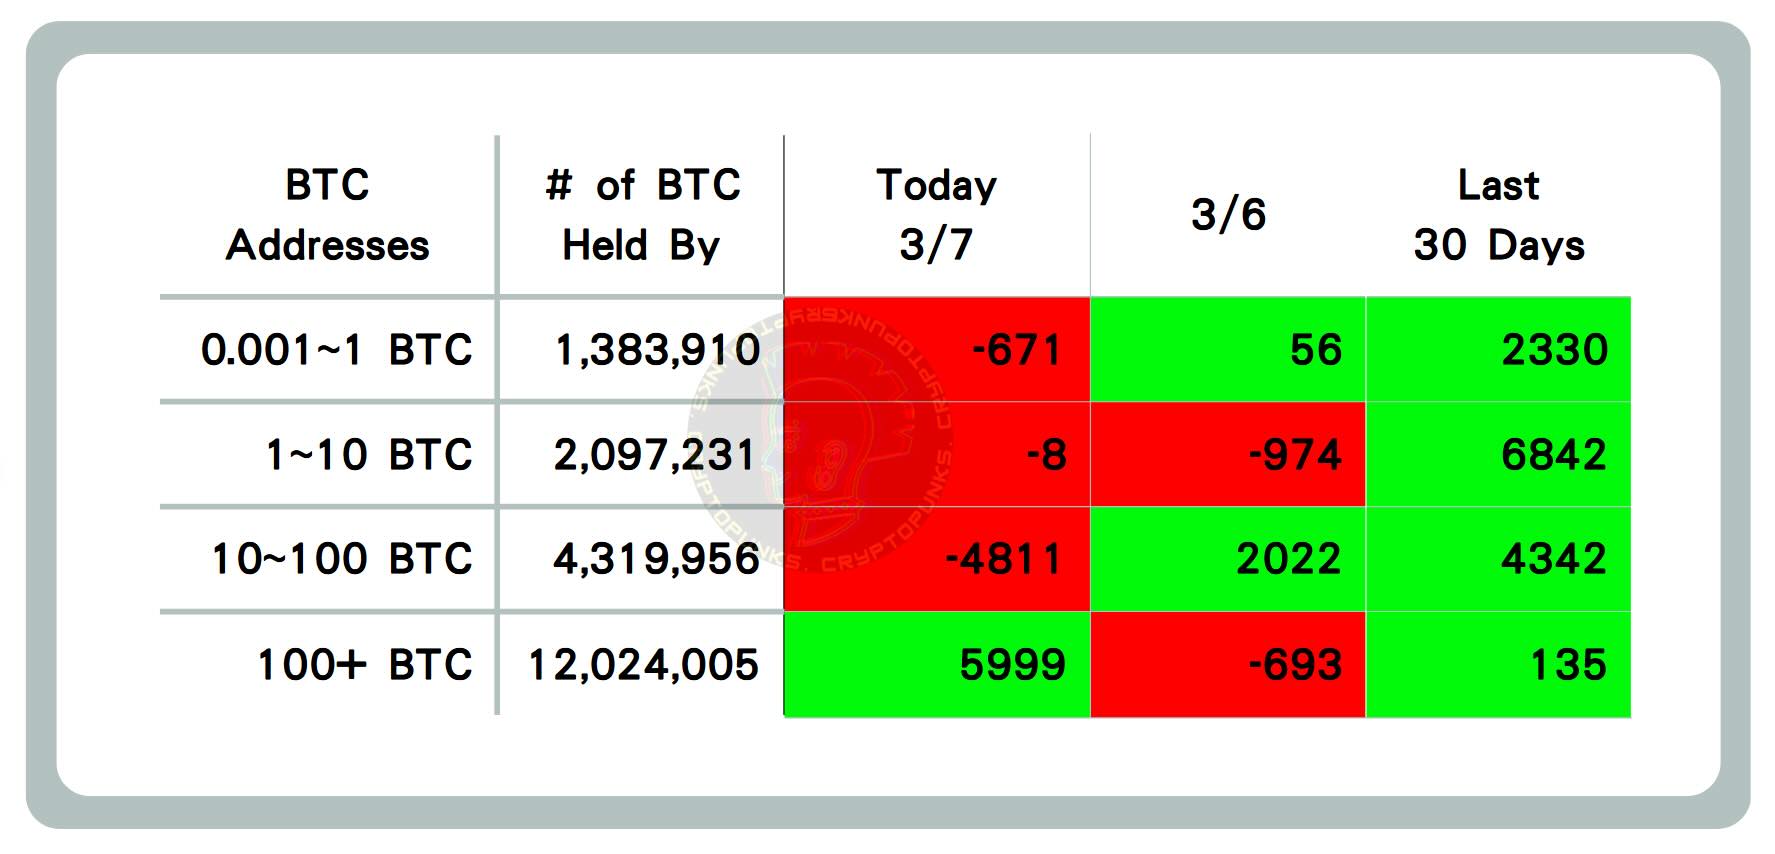 BTC Addresses | # of BTC Held By | Today 3/7 | 3/6 | Last 30 Days
0.001~1 BTC | 1,383,910 | -671 | 56 | 2330
1~10 BTC | 2,097,231 | -8 | -974 | 6842
10~100 BTC | 4,319,956 | -4811 | 2022 | 4342
100+ BTC | 12,024,005 | 5999 | -693 | 135
CRYPTOPUNKS. CRYPTOPUNKS.